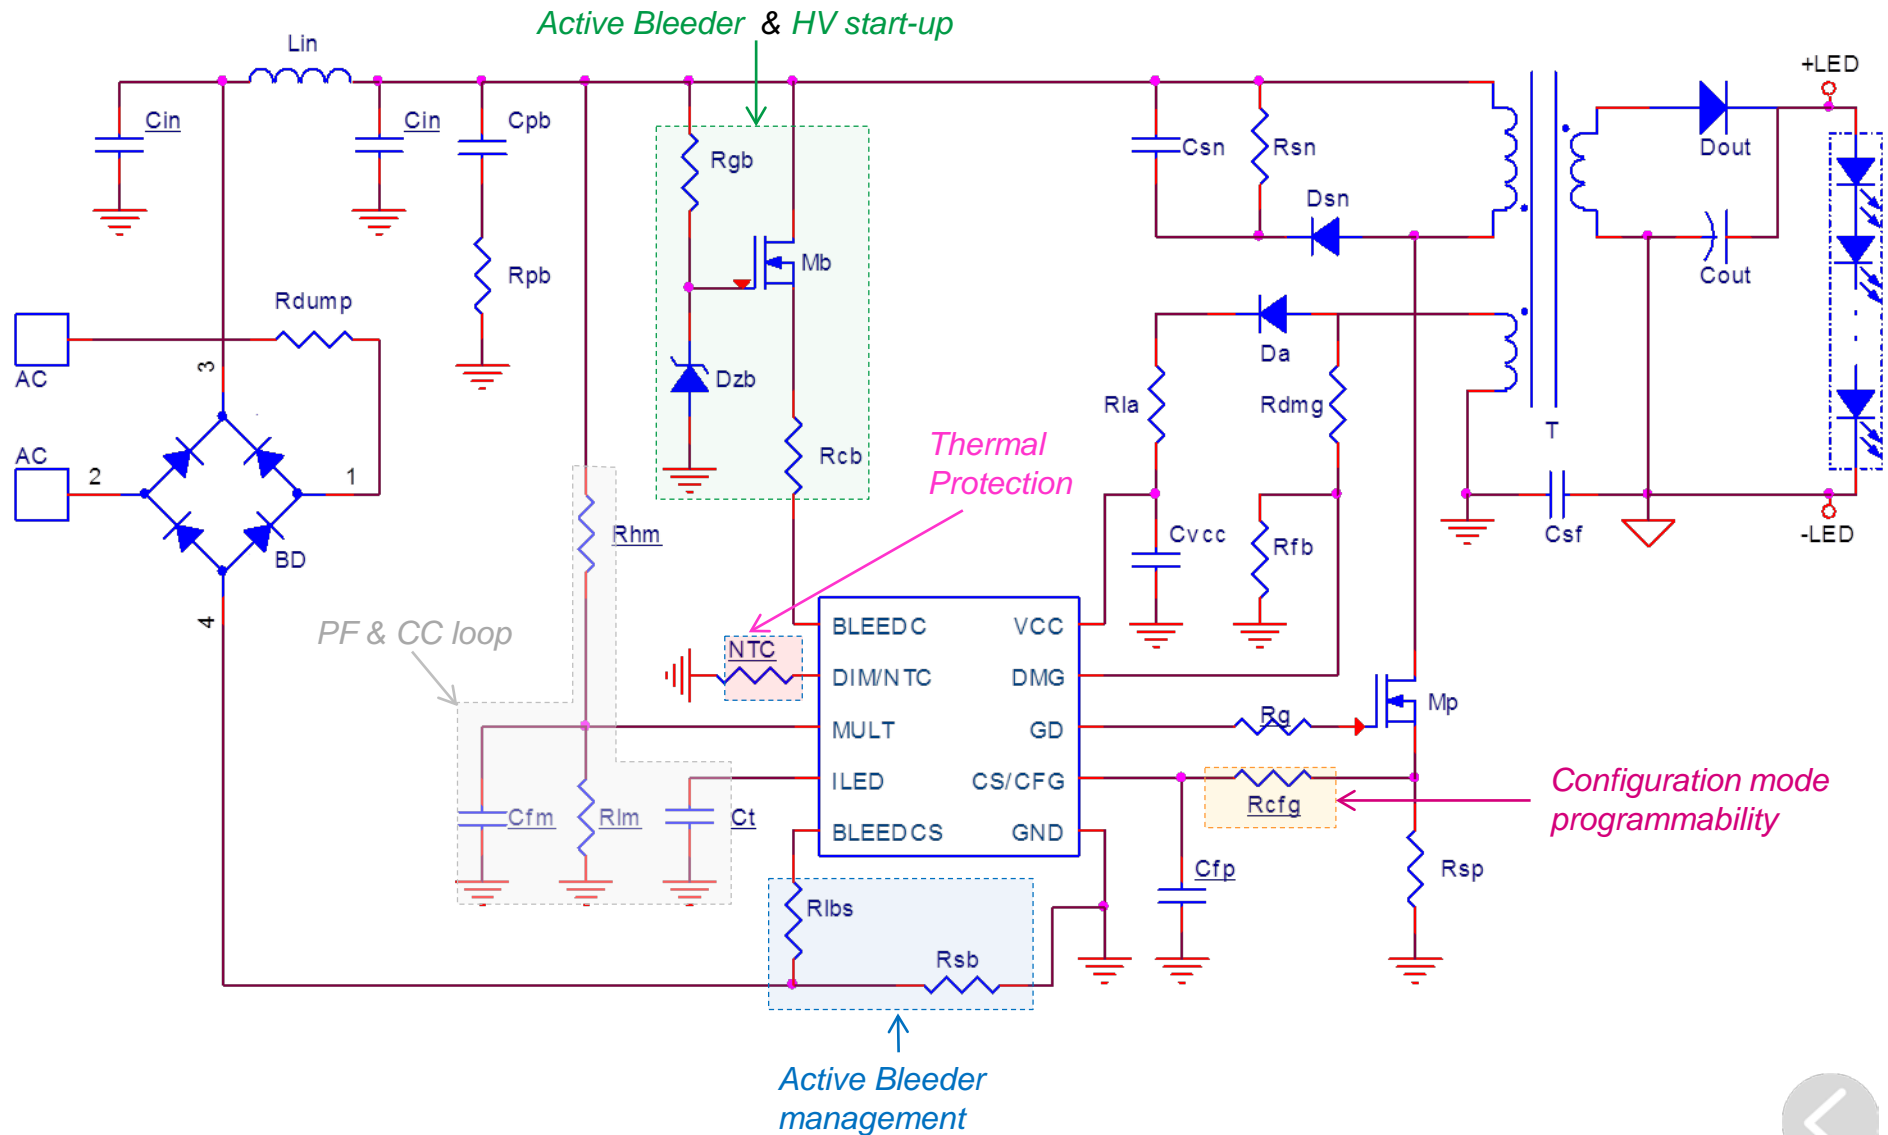 Active Bleeder & HV start-up
Lin
+LED
Cin
Cin
Cpb
Rgb
Csn
Rsn
Dout
Dsn
Mb
Rpb
Cout
Rdump
3
AC
Da
Dzb
Rla
Rdmg
T
Thermal
Protection
AC
2
1
Rcb
BD
Rhm
Cvcc
Rfb
Csf
-LED
4
PF & CC loop
BLEEDC
VCC
NTC
DIM/NTC
DMG
Mp
MULT
GD
Rg
ILED
CS/CFG
Rcfg
Configuration mode
programmability
Cfm
Rlm
Ct
BLEEDCS
GND
Cfp
Rsp
Rlbs
Rsb
Active Bleeder
management